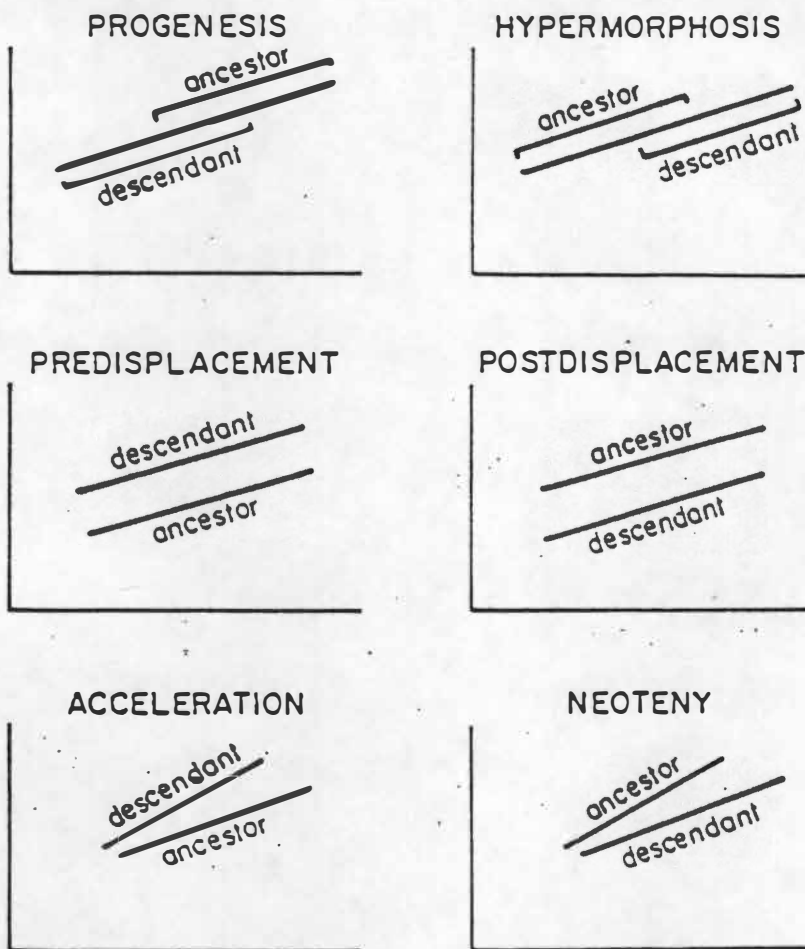 PROGENESIS
ancestor
descendant
HYPERMORPHOSIS
ancestor
descendant
PREDISPLACEMENT
descendant
ancestor
POSTDISPLACEMENT
ancestor
descendant
ACCELERATION
descendant
ancestor
NEOTENY
ancestor
descendant